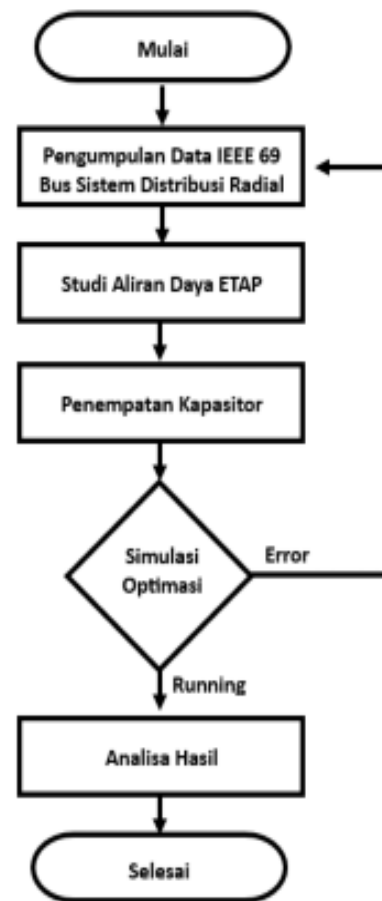 Mulai
Pengumpulan Data IEEE 69
Bus Sistem Distribusi Radial
Studi Aliran Daya ETAP
Penempatan Kapasitor
Simulasi
Optimasi
Error
Running
Analisa Hasil
Selesai